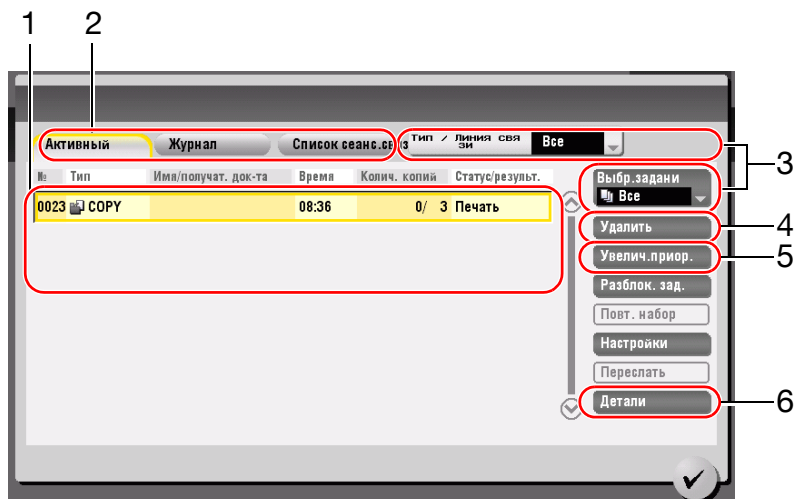 1
2
Активный Журнал Список сеанс.связ
Тип / Линия свя
зи
Все
3
№ Тип Имя/получат. док-та Время Колич. копий Статус/результ.
0023 COPY 08:36 0/ 3 Печать
Выбр.задани
Все
Удалить
4
Увелич.приор.
5
Разблок. зад.
Повт. набор
Настройки
Переслать
Детали
6